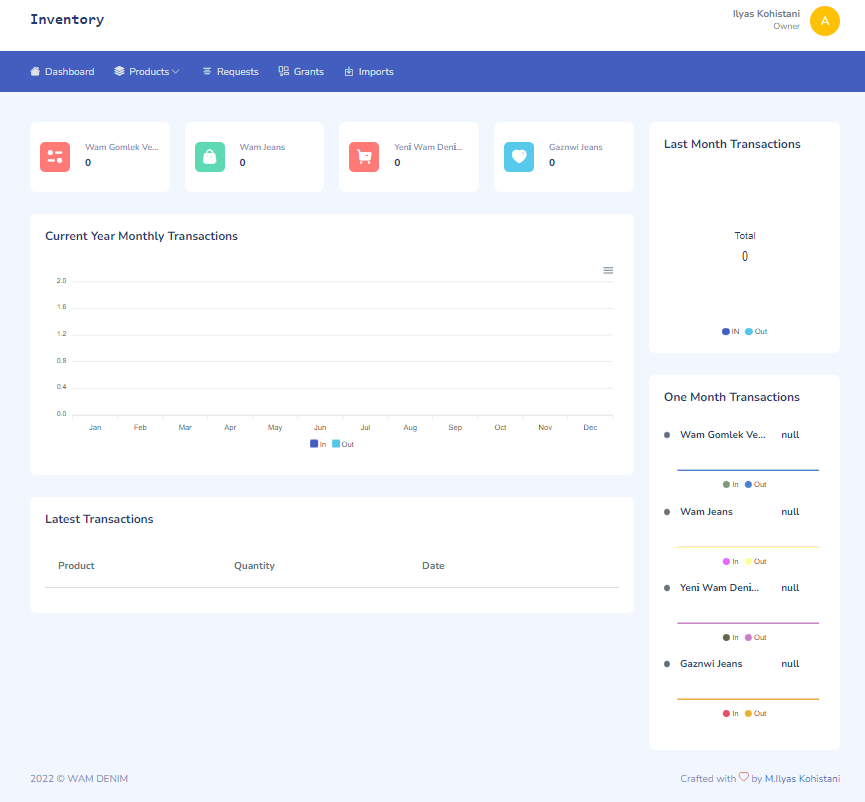 Inventory
Ilyas Kohistani
Owner
A
Dashboard Products Requests Grants Imports
Wam Gomlek Ve...
0
Wam Jeans
0
Yeni Wam Deni...
0
Gaznwi Jeans
0
Last Month Transactions
Total
0
IN Out
Current Year Monthly Transactions
2.0
1.6
1.2
0.8
0.4
0.0
Jan Feb Mar Apr May Jun Jul Aug Sep Oct Nov Dec
In Out
One Month Transactions
Wam Gomlek Ve... null
In Out
Wam Jeans null
In Out
Yeni Wam Deni... null
In Out
Gaznwi Jeans null
In Out
Latest Transactions
Product Quantity Date
2022 © WAM DENIM
Crafted with by M.Ilyas Kohistani